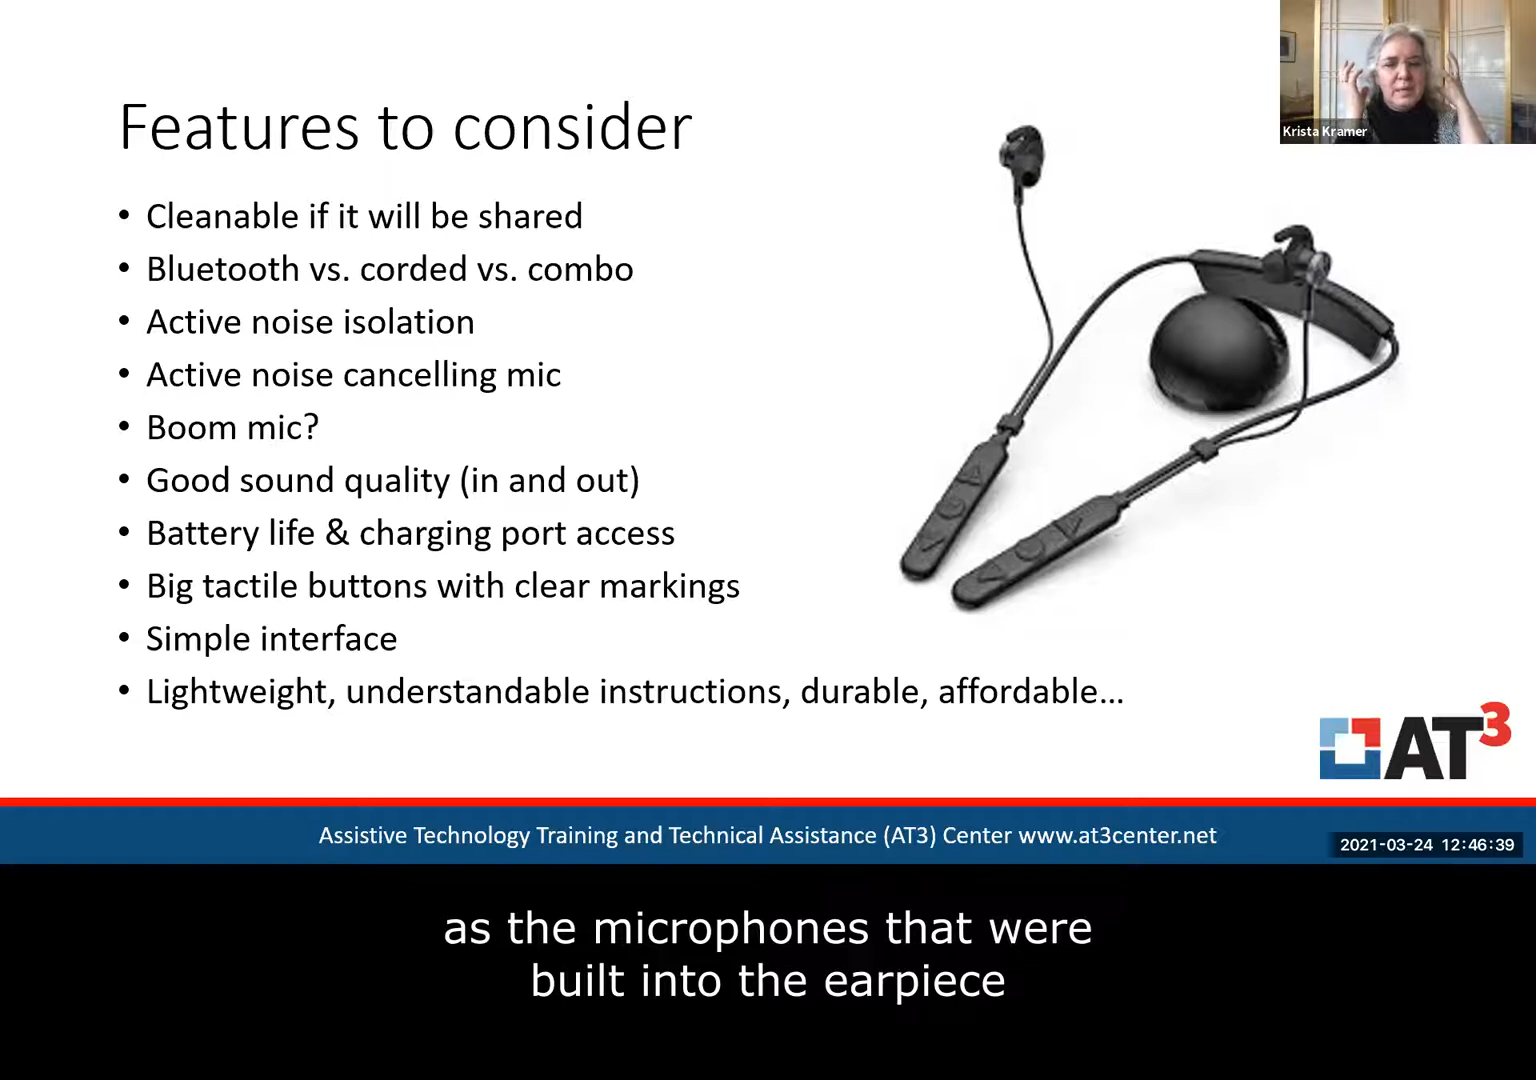 Krista Kramer
Features to consider
• Cleanable if it will be shared
• Bluetooth vs. corded vs. combo
• Active noise isolation
• Active noise cancelling mic
• Boom mic?
• Good sound quality (in and out)
• Battery life & charging port access
• Big tactile buttons with clear markings
• Simple interface
• Lightweight, understandable instructions, durable, affordable...
AT3
Assistive Technology Training and Technical Assistance (AT3) Center www.at3center.net
2021-03-24 12:46:39
as the microphones that were
built into the earpiece